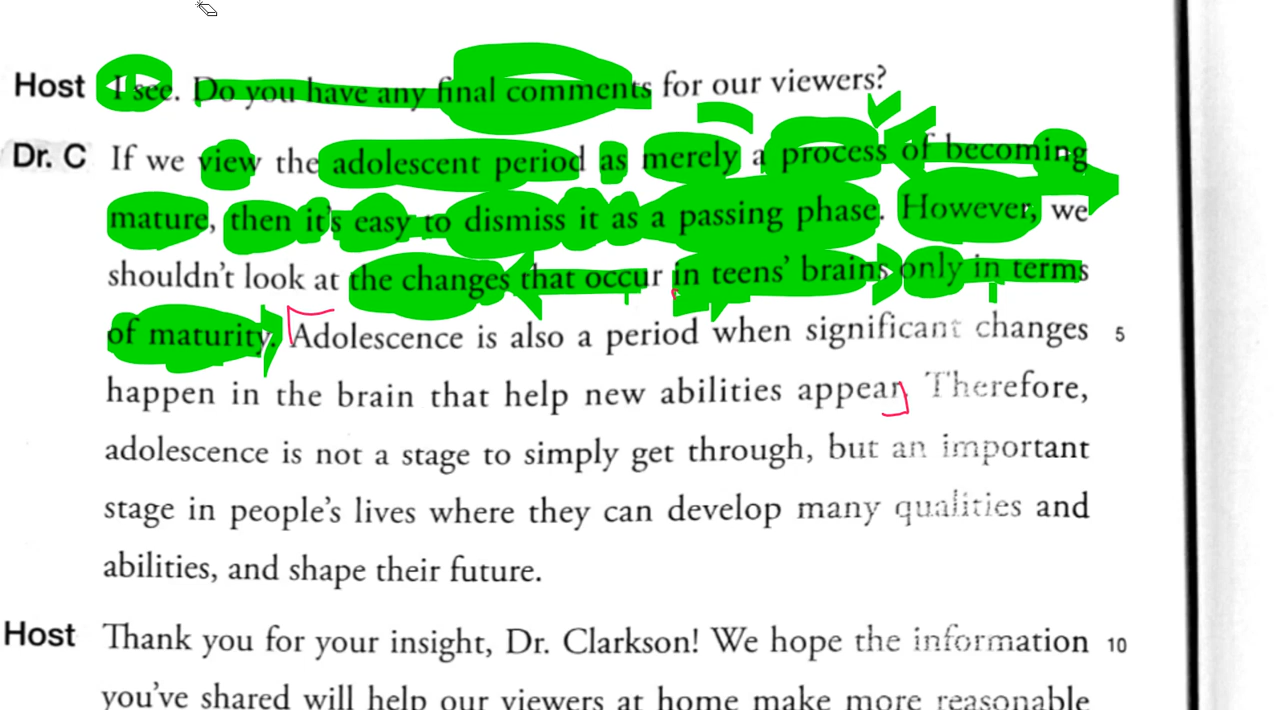 Host I see. Do you have any final comments for our viewers?
Dr. C If we view the adolescent period as merely a process of becoming
mature, then it's easy to dismiss it as a passing phase. However, we
shouldn't look at the changes that occur in teens' brains only in terms
of maturity. Adolescence is also a period when significant changes 5
happen in the brain that help new abilities appear. Therefore,
adolescence is not a stage to simply get through, but an important
stage in people's lives where they can develop many qualities and
abilities, and shape their future.
Host Thank you for your insight, Dr. Clarkson! We hope the information 10
you've shared will help our viewers at home make more reasonable